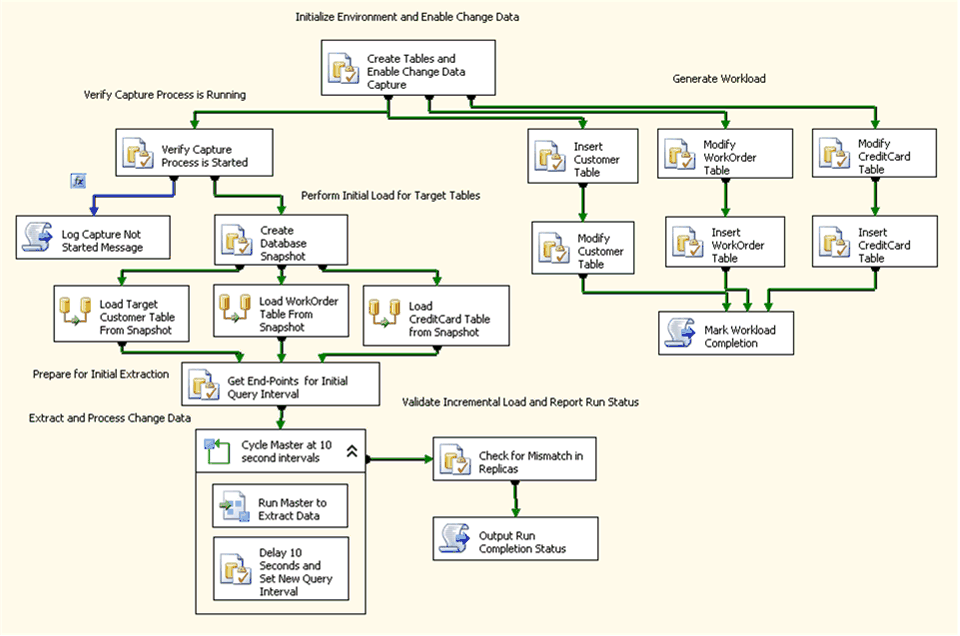 Initialize Environment and Enable Change Data
Create Tables and
Enable Change Data
Capture
Generate Workload
Verify Capture Process is Running
Verify Capture
Process is Started
Insert
Customer
Table
Modify
WorkOrder
Table
Modify
CreditCard
Table
fx
Perform Initial Load for Target Tables
Log Capture Not
Started Message
Create
Database
Snapshot
Modify
Customer
Table
Insert
WorkOrder
Table
Insert
CreditCard
Table
Load Target
Customer Table
From Snapshot
Load WorkOrder
Table From
Snapshot
Load
CreditCard Table
from Snapshot
Mark Workload
Completion
Prepare for Initial Extraction
Get End-Points for Initial
Query Interval
Validate Incremental Load and Report Run Status
Extract and Process Change Data
Cycle Master at 10
second intervals
Check for Mismatch in
Replicas
Run Master to
Extract Data
Output Run
Completion Status
Delay 10
Seconds and
Set New Query
Interval